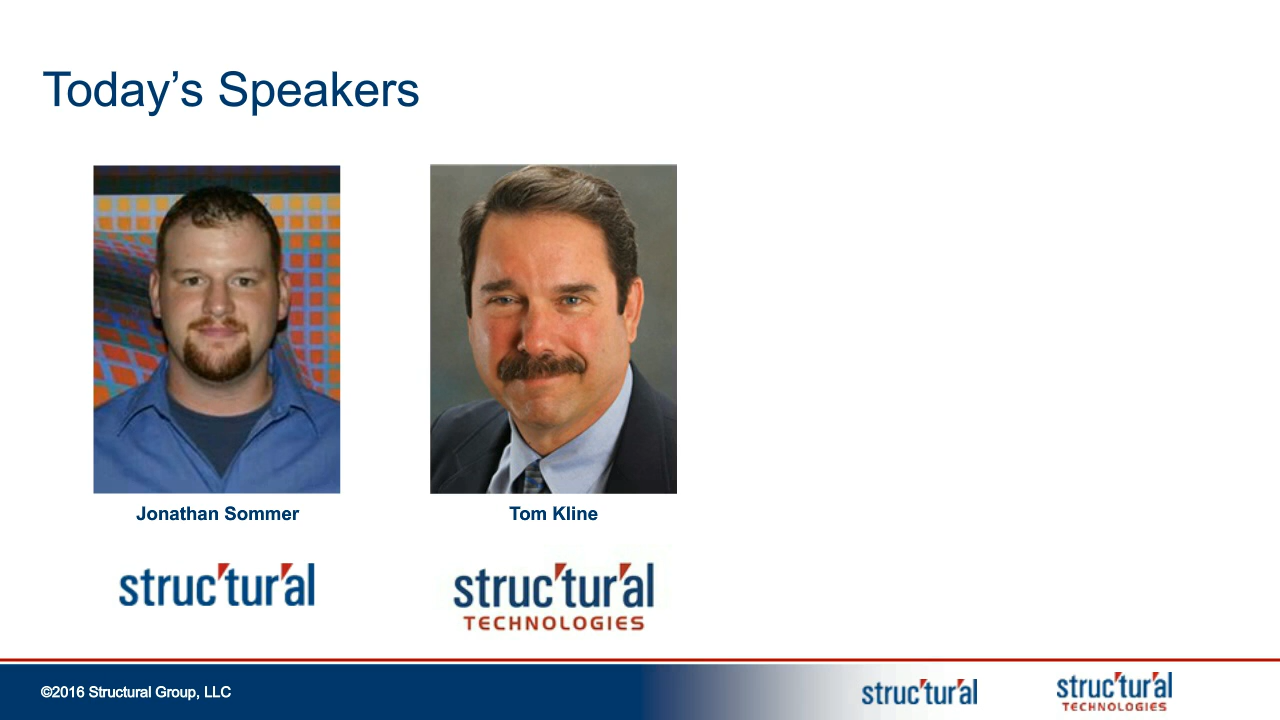 Today’s Speakers
Jonathan Sommer
Tom Kline
struc'tur'al
struc'tur'al
TECHNOLOGIES
©2016 Structural Group, LLC
struc'tur'al
struc'tur'al
TECHNOLOGIES